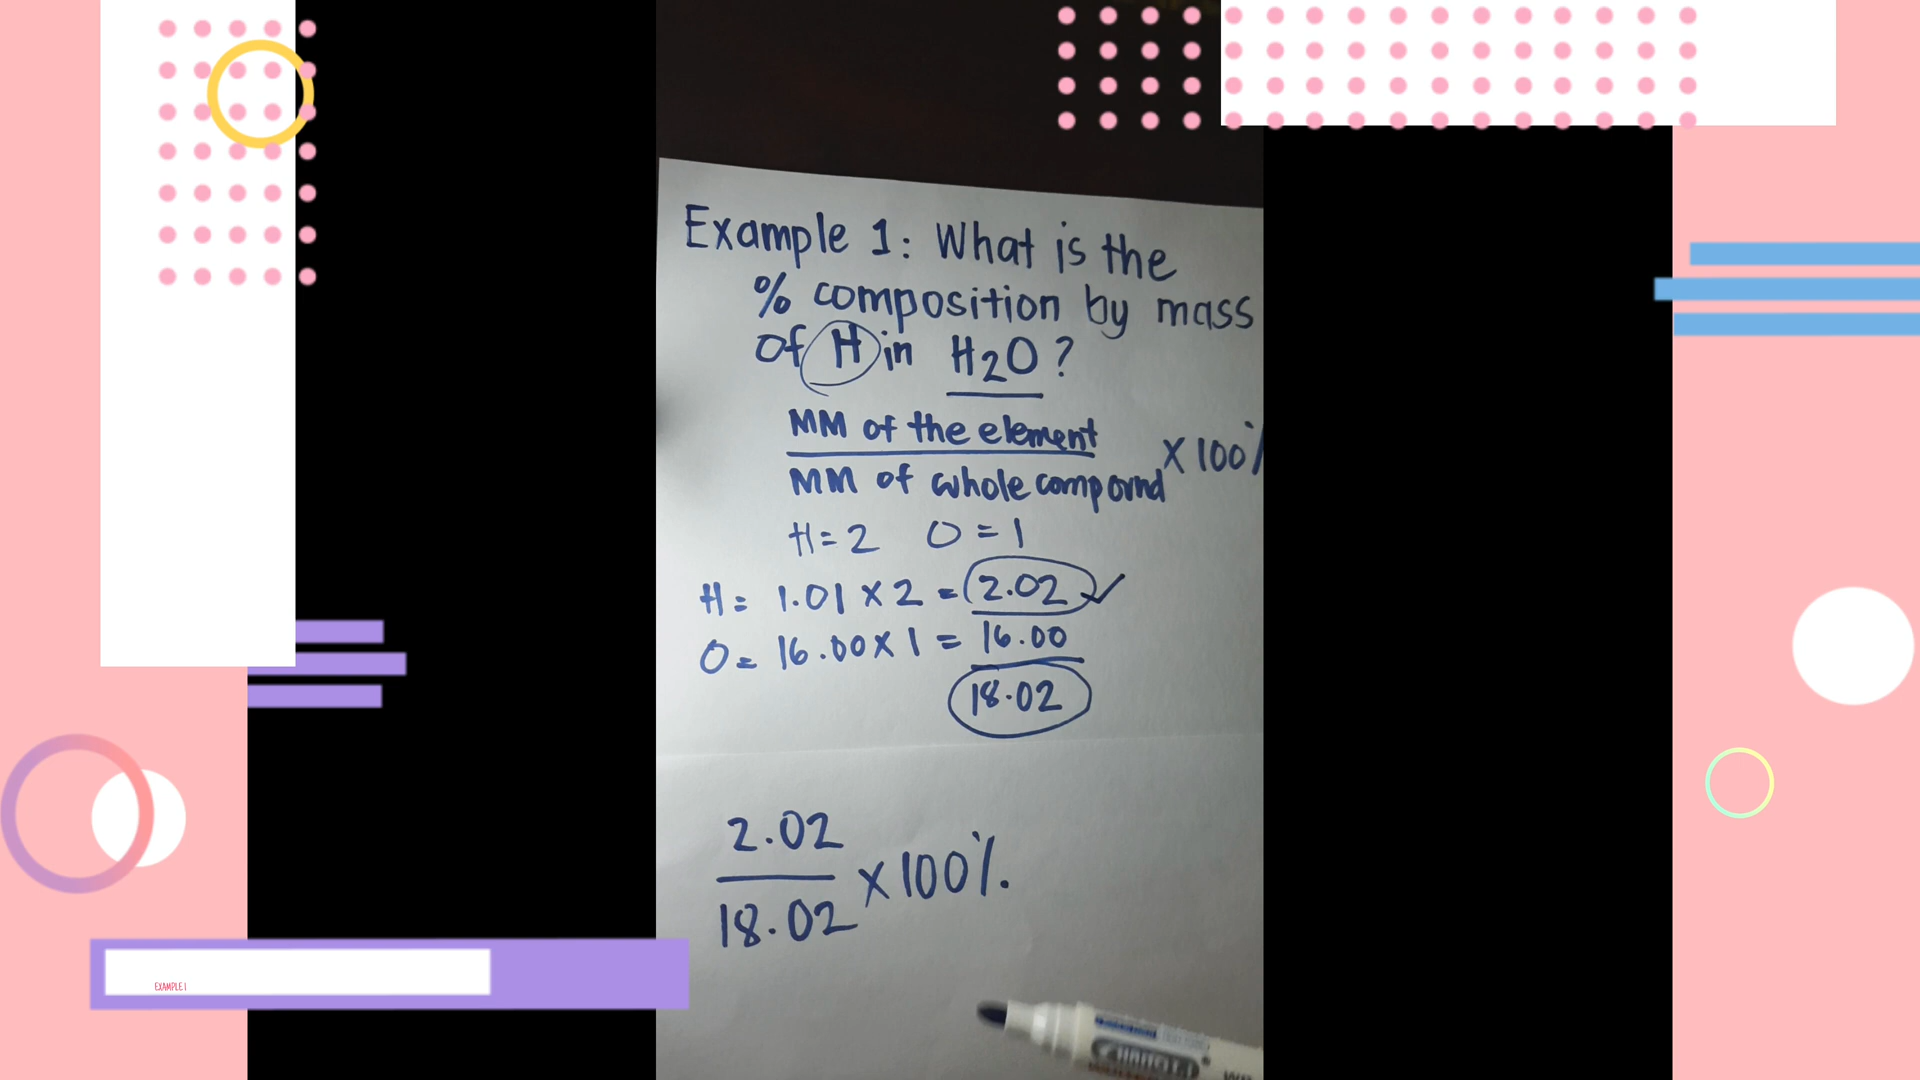 Example 1: What is the
% composition by mass
of H in H2O?
MM of the element
MM of whole compound
X 100%
H = 2 O = 1
H = 1.01 X 2 = 2.02
O = 16.00 X 1 = 16.00
18.02
2.02
18.02
X 100%
EXAMPLE 1